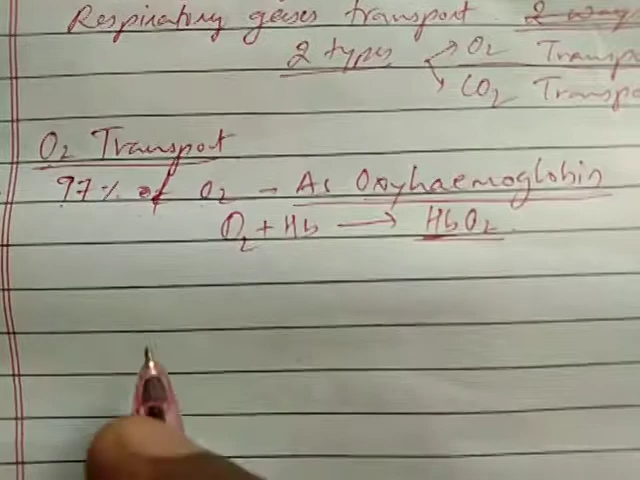 Respiratory gases transport 2 way
2 types O2 Transpo
CO2 Transpo
O2 Transport
97% of O2 - As Oxyhaemoglobin
O2 + Hb → HbO2